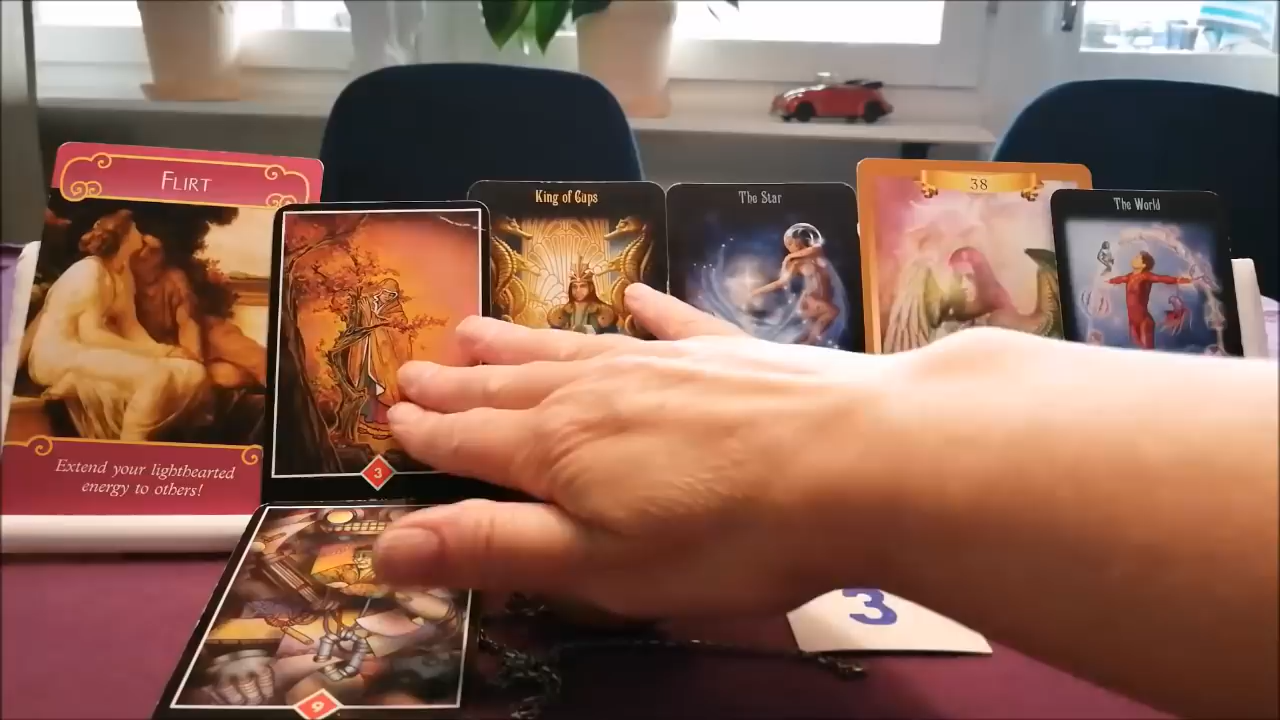 FLIRT
Extend your lighthearted
energy to others!
3
9
King of Cups
The Star
38
The World
3